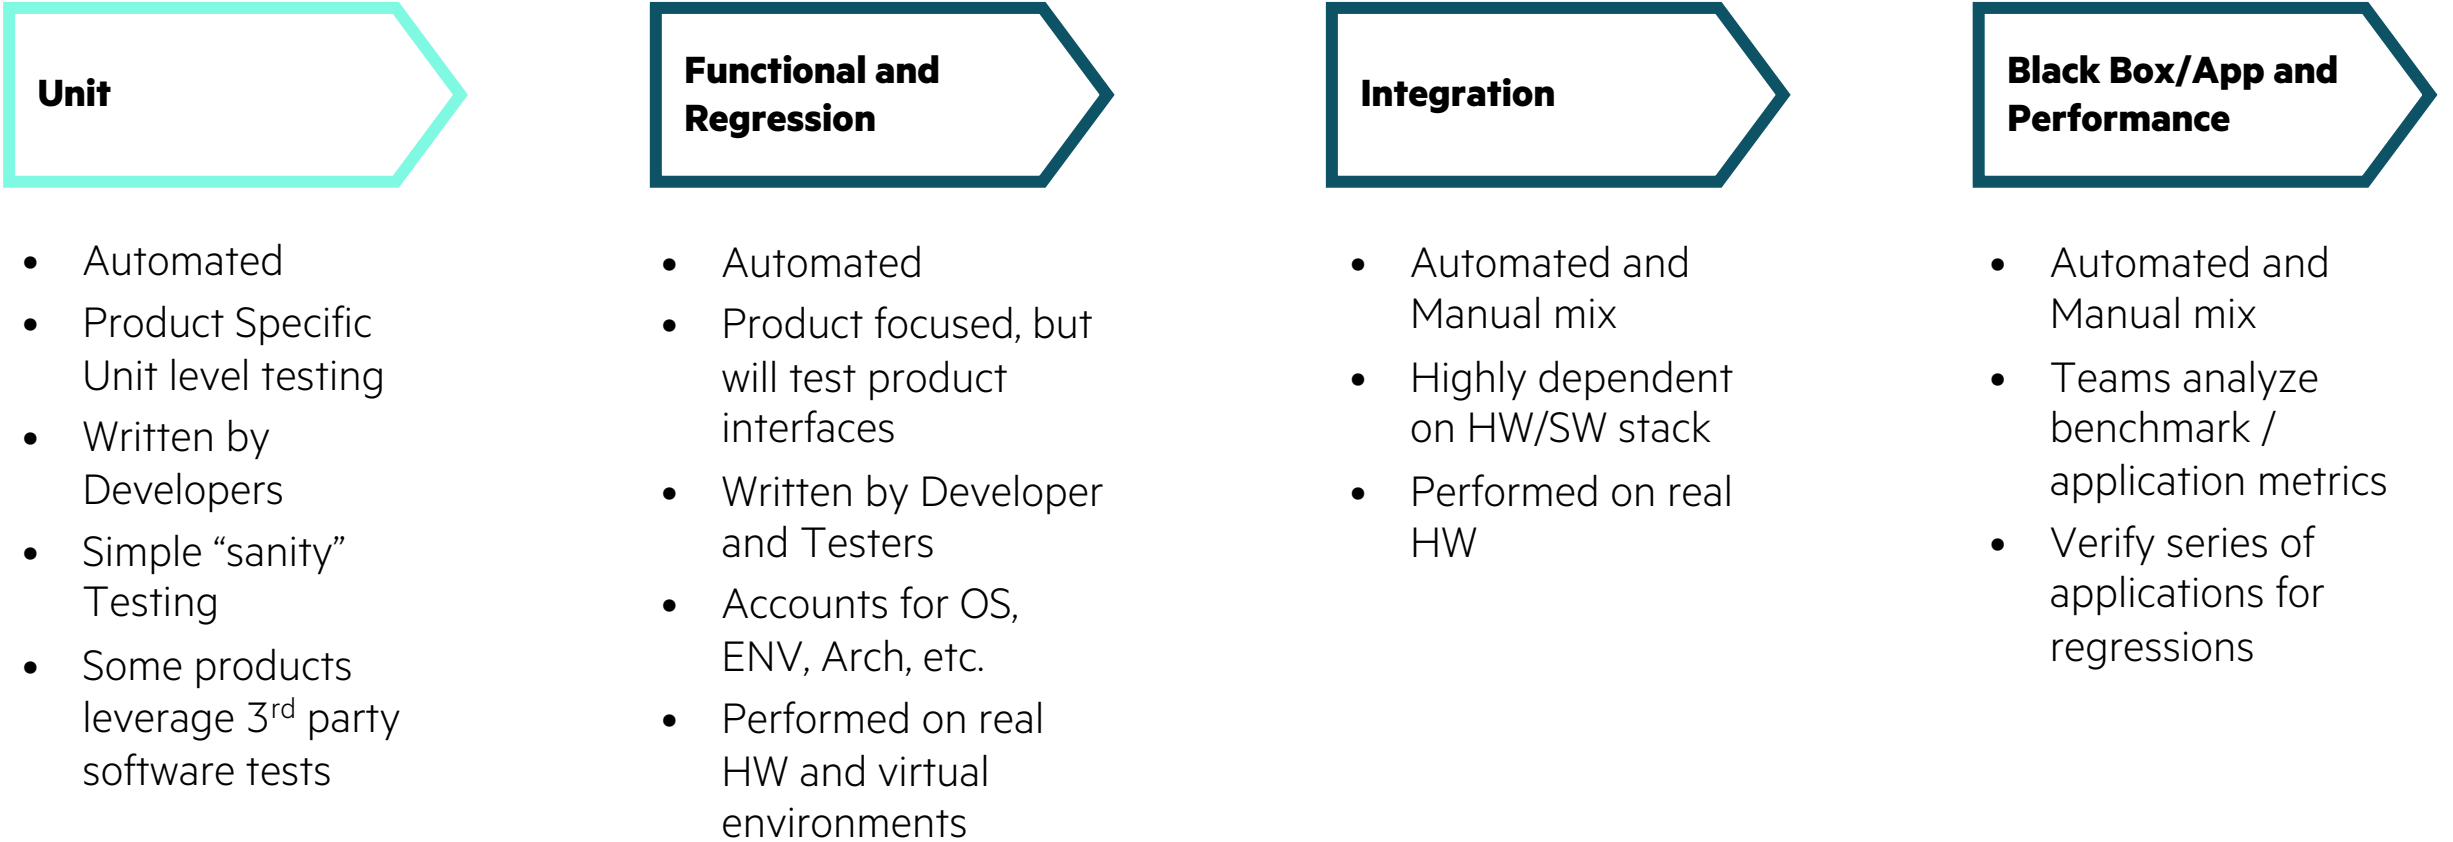 Unit
• Automated
• Product Specific
Unit level testing
• Written by
Developers
• Simple “sanity”
Testing
• Some products
leverage 3rd party
software tests
Functional and
Regression
• Automated
• Product focused, but
will test product
interfaces
• Written by Developer
and Testers
• Accounts for OS,
ENV, Arch, etc.
• Performed on real
HW and virtual
environments
Integration
• Automated and
Manual mix
• Highly dependent
on HW/SW stack
• Performed on real
HW
Black Box/App and
Performance
• Automated and
Manual mix
• Teams analyze
benchmark /
application metrics
• Verify series of
applications for
regressions